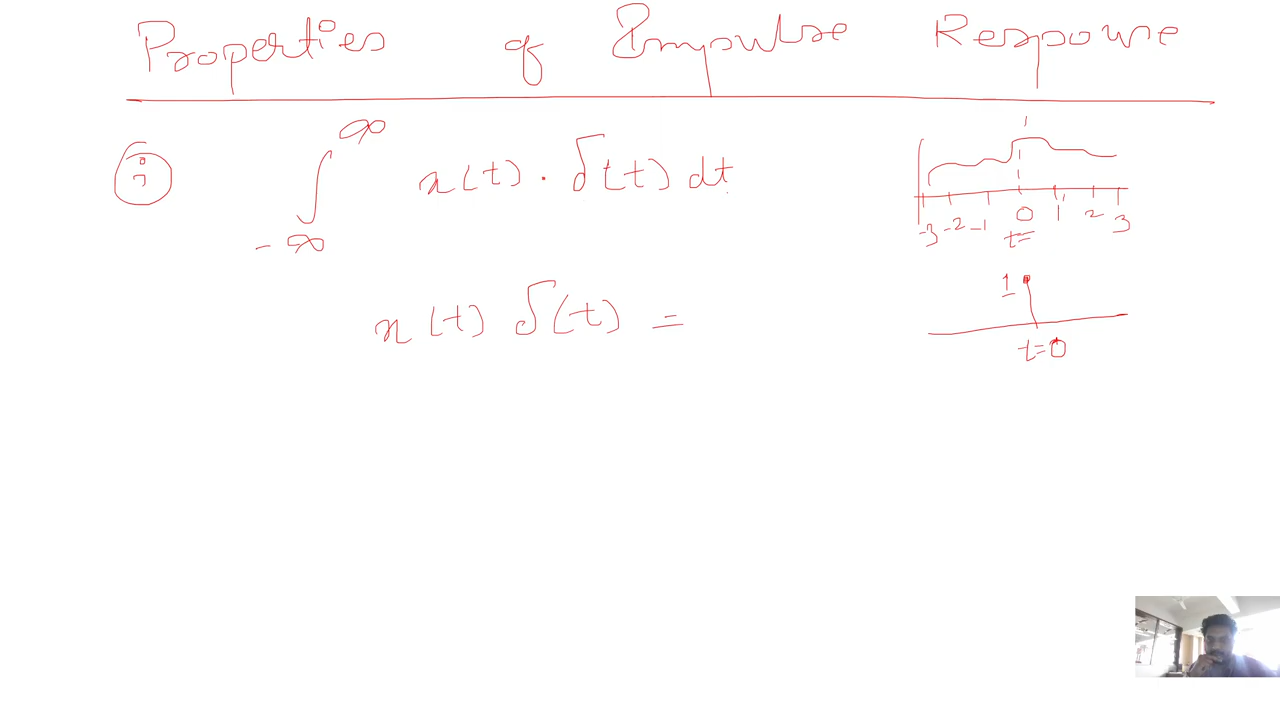 Properties of Impulse Response
i ∫_{-∞}^{∞} x(t) · δ(t) dt
-3 -2 -1 0 1 2 3
t=
x(t) δ(t) =
1
t=0